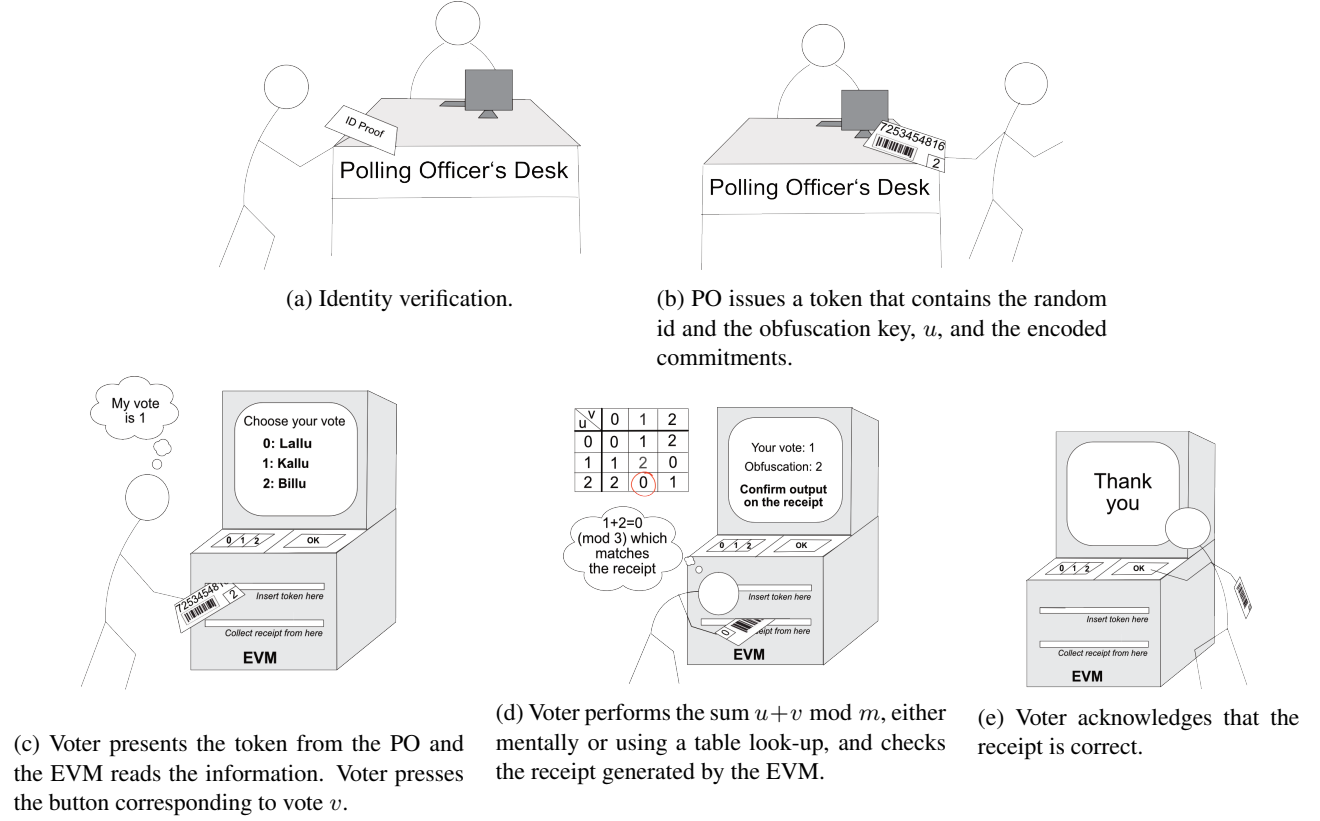 ID Proof
Polling Officer's Desk
7253454816
2
Polling Officer's Desk
(a) Identity verification.
(b) PO issues a token that contains the random
id and the obfuscation key, u, and the encoded
commitments.
My vote
is 1
Choose your vote
0: Lallu
1: Kallu
2: Billu
0 1 2
OK
7253454816
2
Insert token here
Collect receipt from here
EVM
v
u
0 1 2
0 0 1 2
1 1 2 0
2 2 0 1
Your vote: 1
Obfuscation: 2
Confirm output
on the receipt
1+2=0
(mod 3) which
matches
the receipt
0 1 2
OK
Insert token here
0
receipt from here
EVM
Thank
you
0 1 2
OK
Insert token here
Collect receipt from here
EVM
(c) Voter presents the token from the PO and
the EVM reads the information. Voter presses
the button corresponding to vote v.
(d) Voter performs the sum u+v mod m, either
mentally or using a table look-up, and checks
the receipt generated by the EVM.
(e) Voter acknowledges that the
receipt is correct.